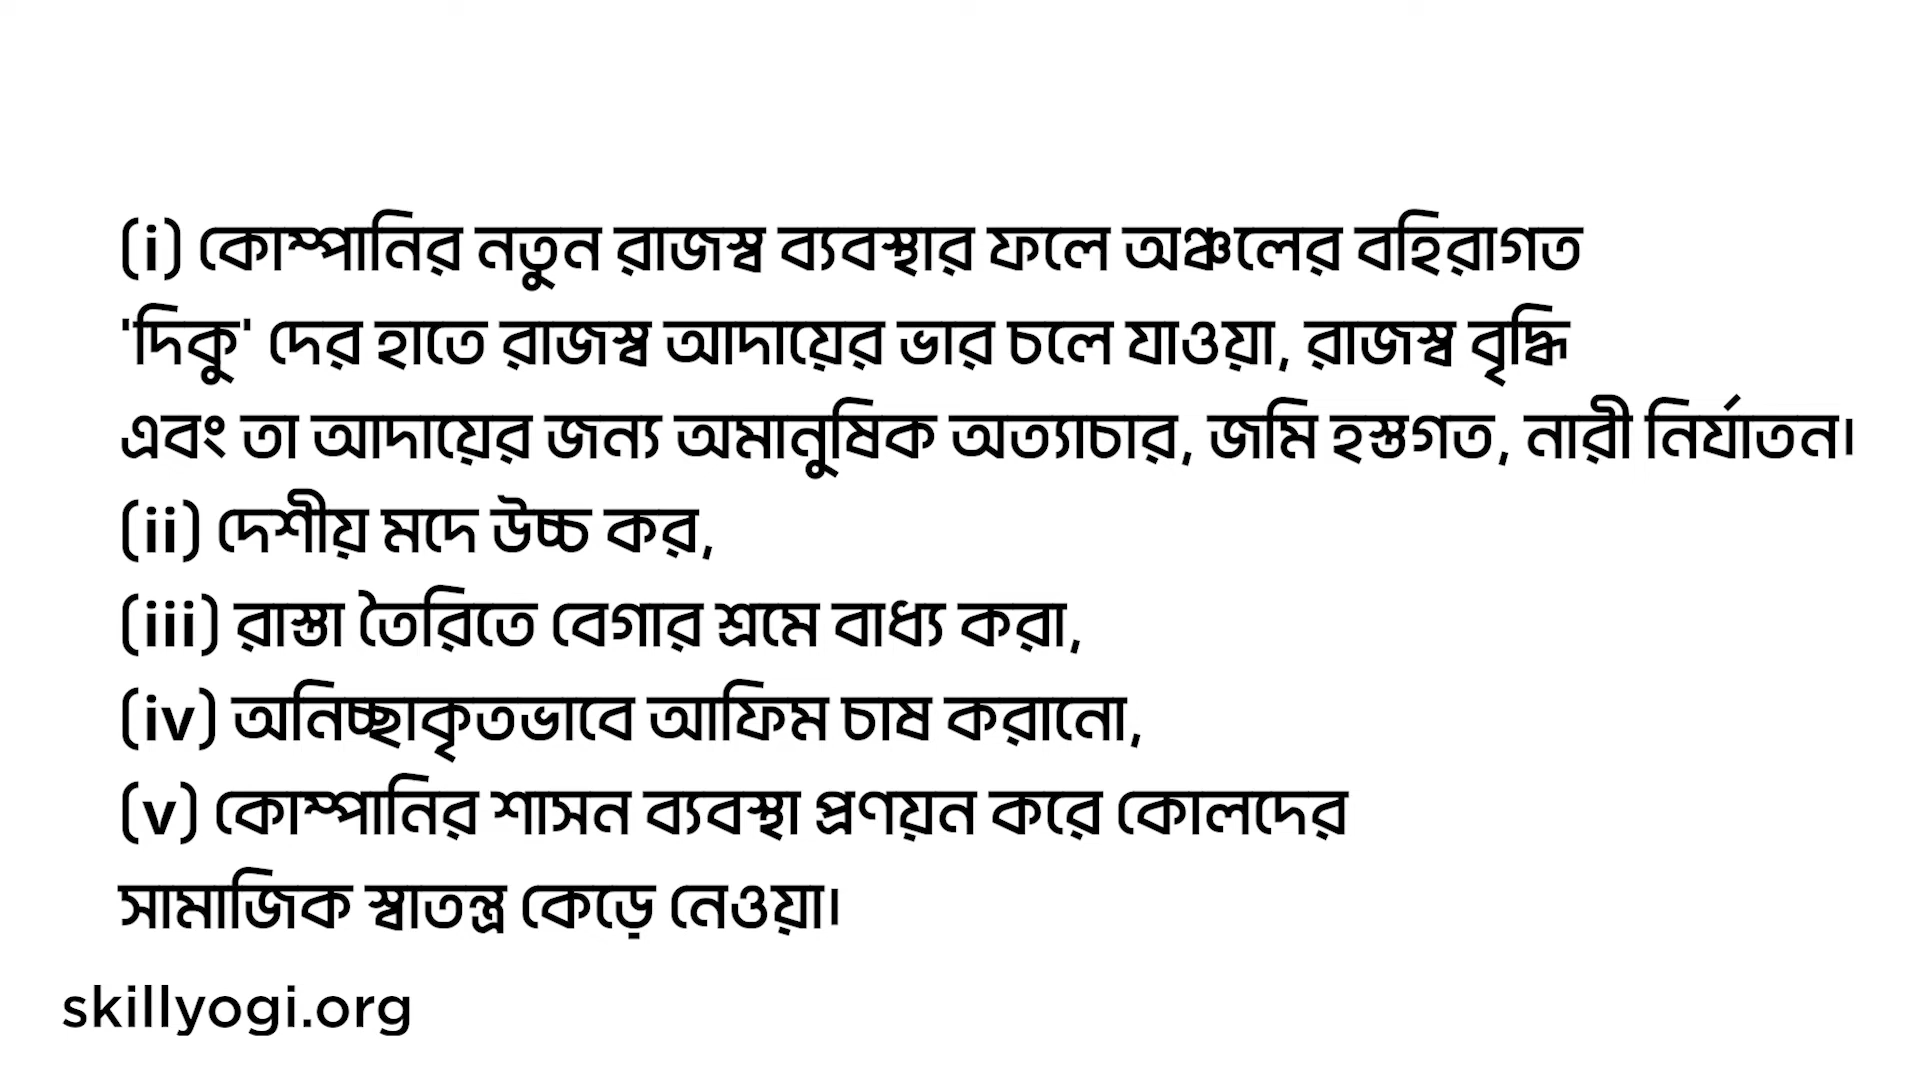 (i) কোম্পানির নতুন রাজস্ব ব্যবস্থার ফলে অঞ্চলের বহিরাগত
'দিকু' দের হাতে রাজস্ব আদায়ের ভার চলে যাওয়া, রাজস্ব বৃদ্ধি
এবং তা আদায়ের জন্য অমানুষিক অত্যাচার, জমি হস্তগত, নারী নির্যাতন।
(ii) দেশীয় মদে উচ্চ কর,
(iii) রাস্তা তৈরিতে বেগার শ্রমে বাধ্য করা,
(iv) অনিচ্ছাকৃতভাবে আফিম চাষ করানো,
(v) কোম্পানির শাসন ব্যবস্থা প্রণয়ন করে কোলদের
সামাজিক স্বাতন্ত্র কেড়ে নেওয়া।
skillyogi.org